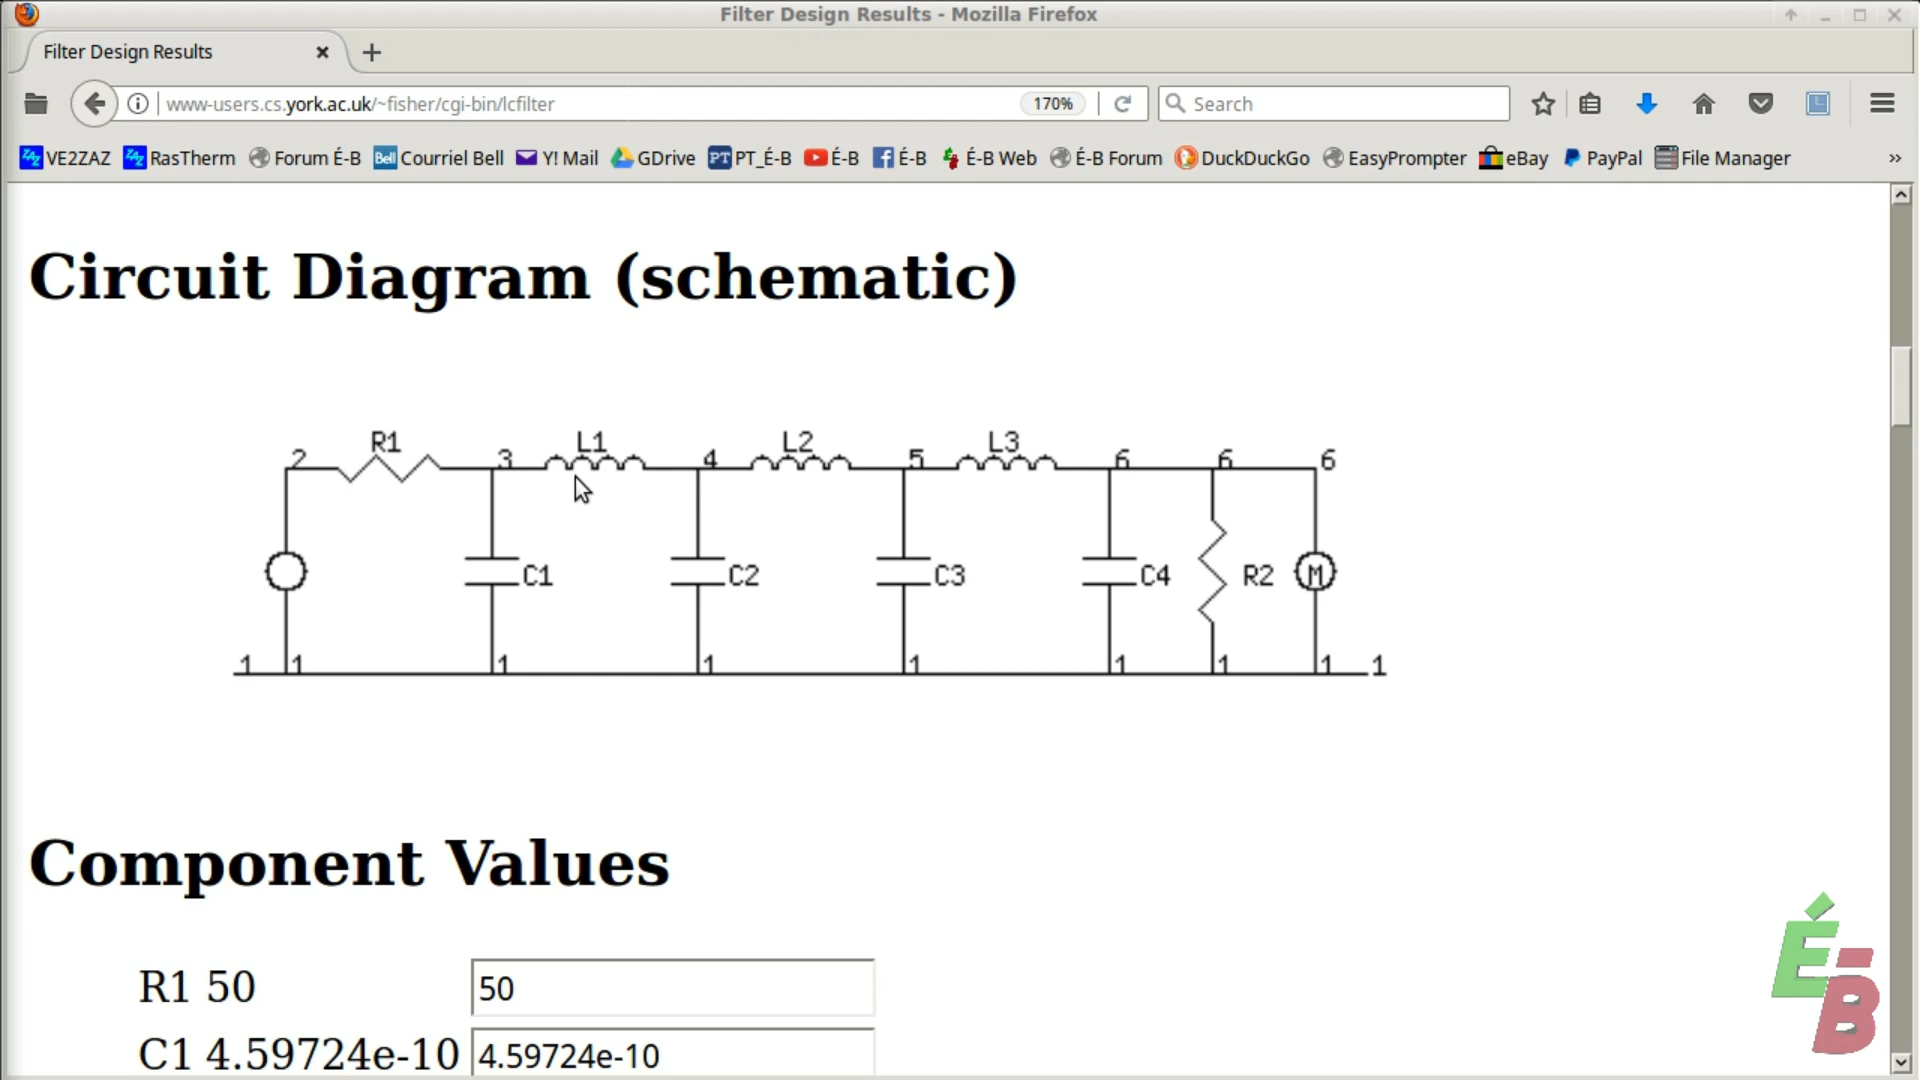 Filter Design Results - Mozilla Firefox
Filter Design Results
www-users.cs.york.ac.uk/~fisher/cgi-bin/lcfilter 170% Search
VE2ZAZ RasTherm Forum É-B Bell Courriel Bell Y! Mail GDrive PT PT_É-B É-B É-B É-B Web É-B Forum DuckDuckGo EasyPrompter eBay PayPal File Manager »
Circuit Diagram (schematic)
R1 L1 L2 L3
2 3 4 5 6 6 6
C1 C2 C3 C4 R2 M
1 1 1 1 1 1 1 1 1
Component Values
R1 50 50
C1 4.59724e-10 4.59724e-10
É-B